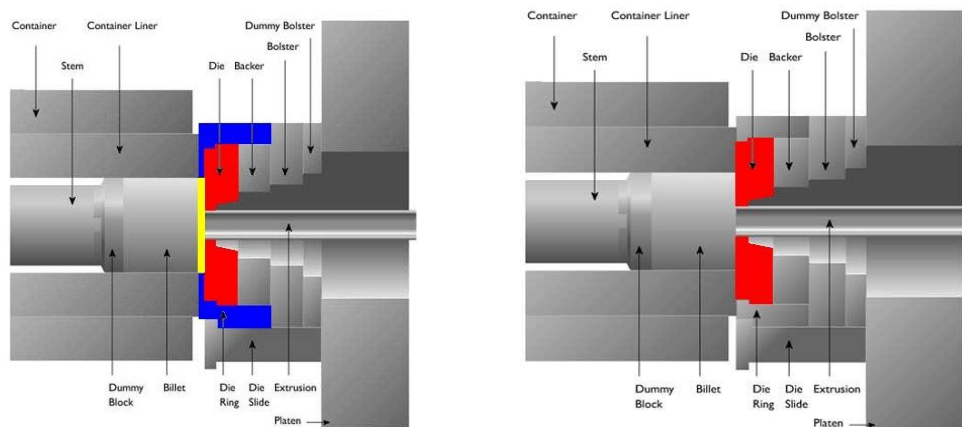 Container
Container Liner
Dummy Bolster
Bolster
Stem
Die
Backer
Dummy
Block
Billet
Die
Ring
Die
Slide
Extrusion
Platen
Container
Container Liner
Dummy Bolster
Bolster
Stem
Die
Backer
Dummy
Block
Billet
Die
Ring
Die
Slide
Extrusion
Platen